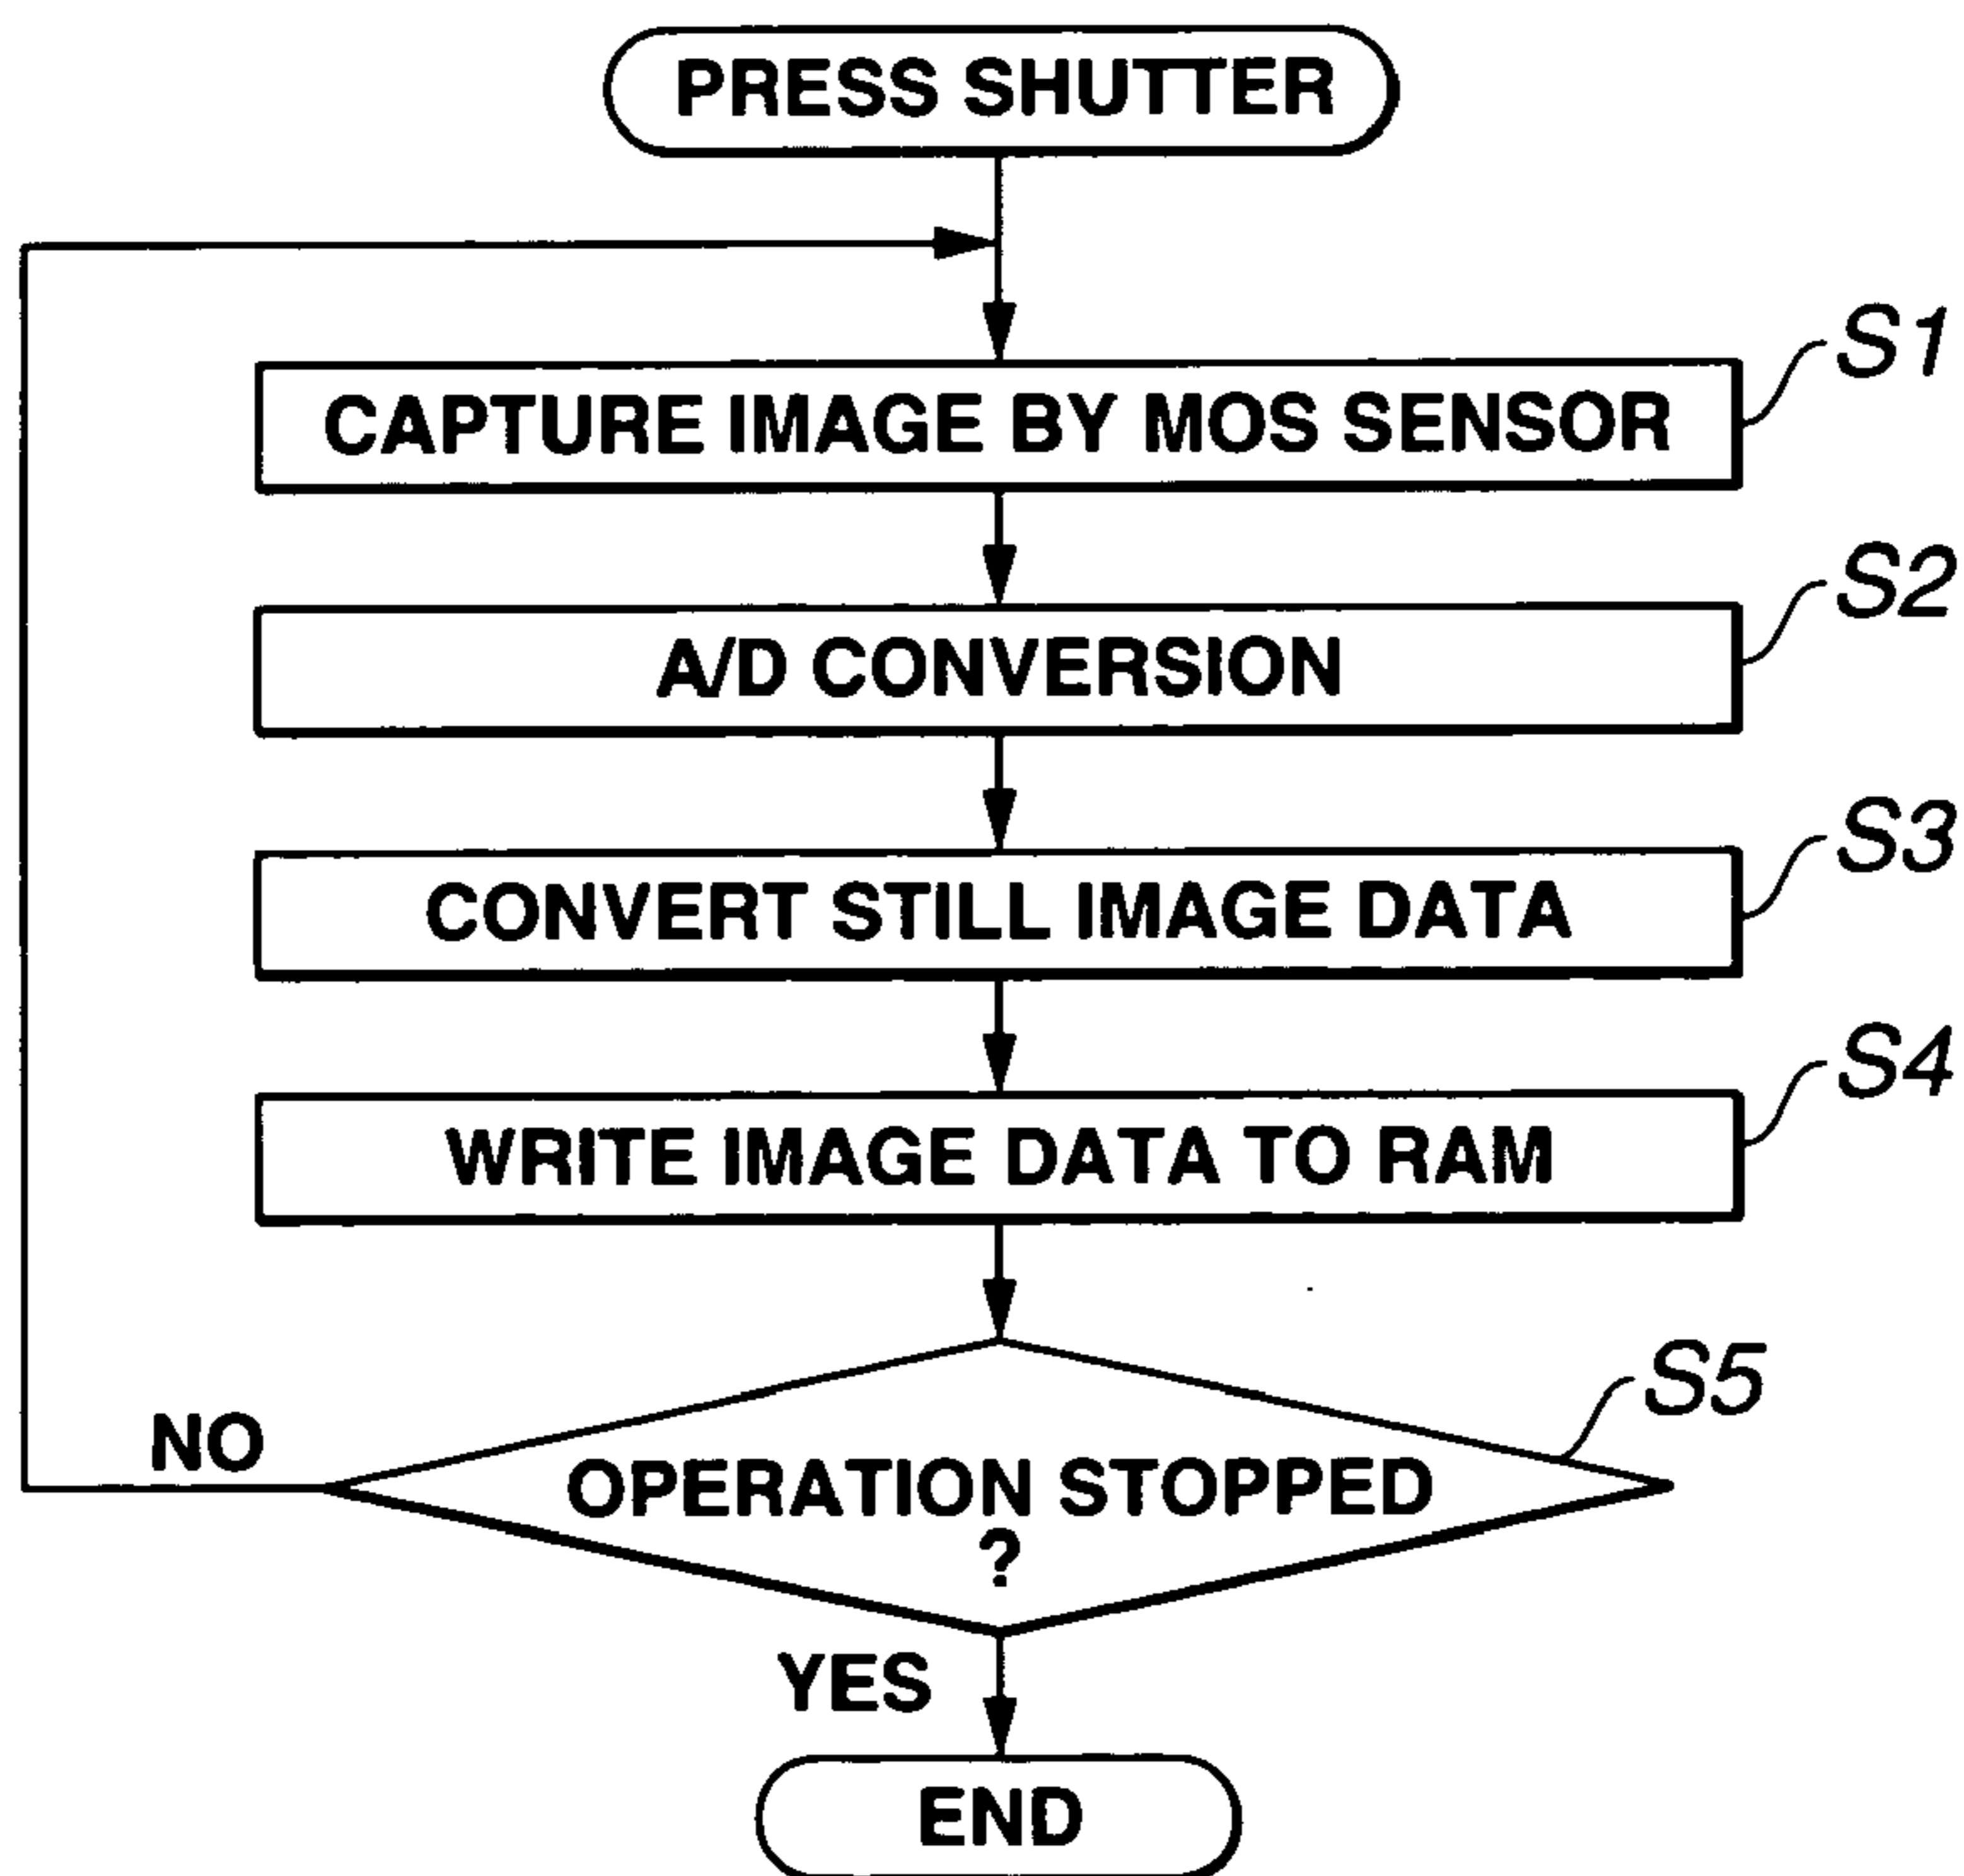 PRESS SHUTTER
S1
CAPTURE IMAGE BY MOS SENSOR
S2
A/D CONVERSION
S3
CONVERT STILL IMAGE DATA
S4
WRITE IMAGE DATA TO RAM
S5
NO
OPERATION STOPPED
?
YES
END